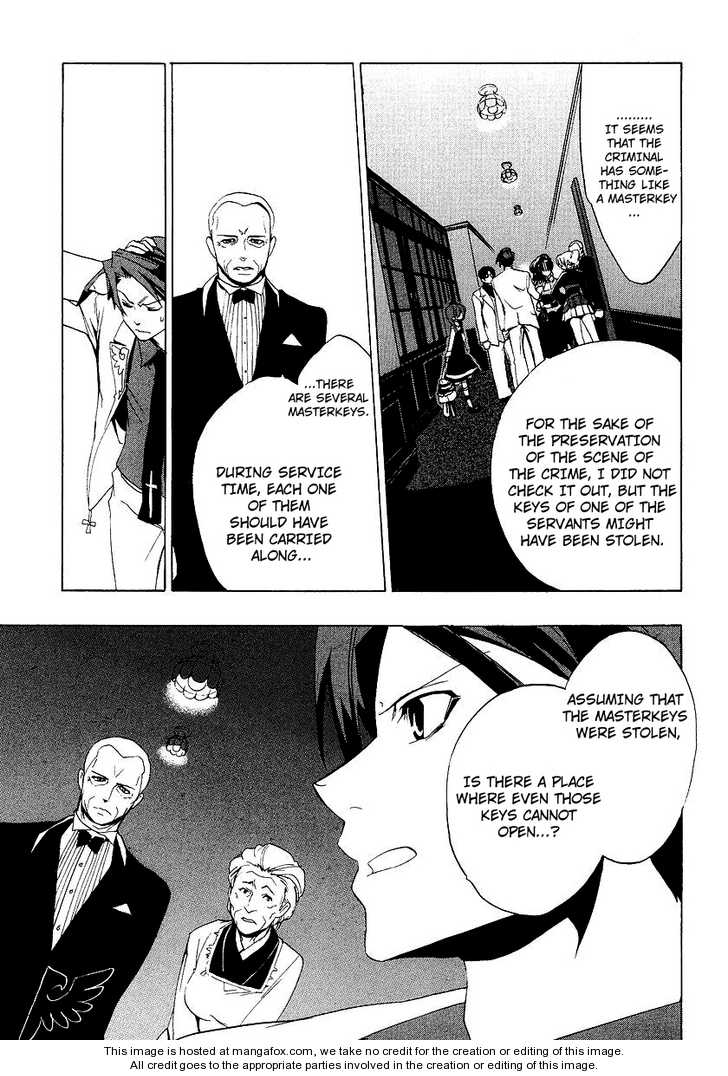 .........
IT SEEMS
THAT THE
CRIMINAL
HAS SOME-
THING LIKE
A MASTERKEY
...
FOR THE SAKE OF
THE PRESERVATION
OF THE SCENE OF
THE CRIME, I DID NOT
CHECK IT OUT, BUT THE
KEYS OF ONE OF THE
SERVANTS MIGHT
HAVE BEEN STOLEN.
...THERE
ARE SEVERAL
MASTERKEYS.
DURING SERVICE
TIME, EACH ONE
OF THEM
SHOULD HAVE
BEEN CARRIED
ALONG...
ASSUMING THAT
THE MASTERKEYS
WERE STOLEN,
IS THERE A PLACE
WHERE EVEN THOSE
KEYS CANNOT
OPEN...?
This image is hosted at mangafox.com, we take no credit for the creation or editing of this image.
All credit goes to the appropriate parties involved in the creation or editing of this image.